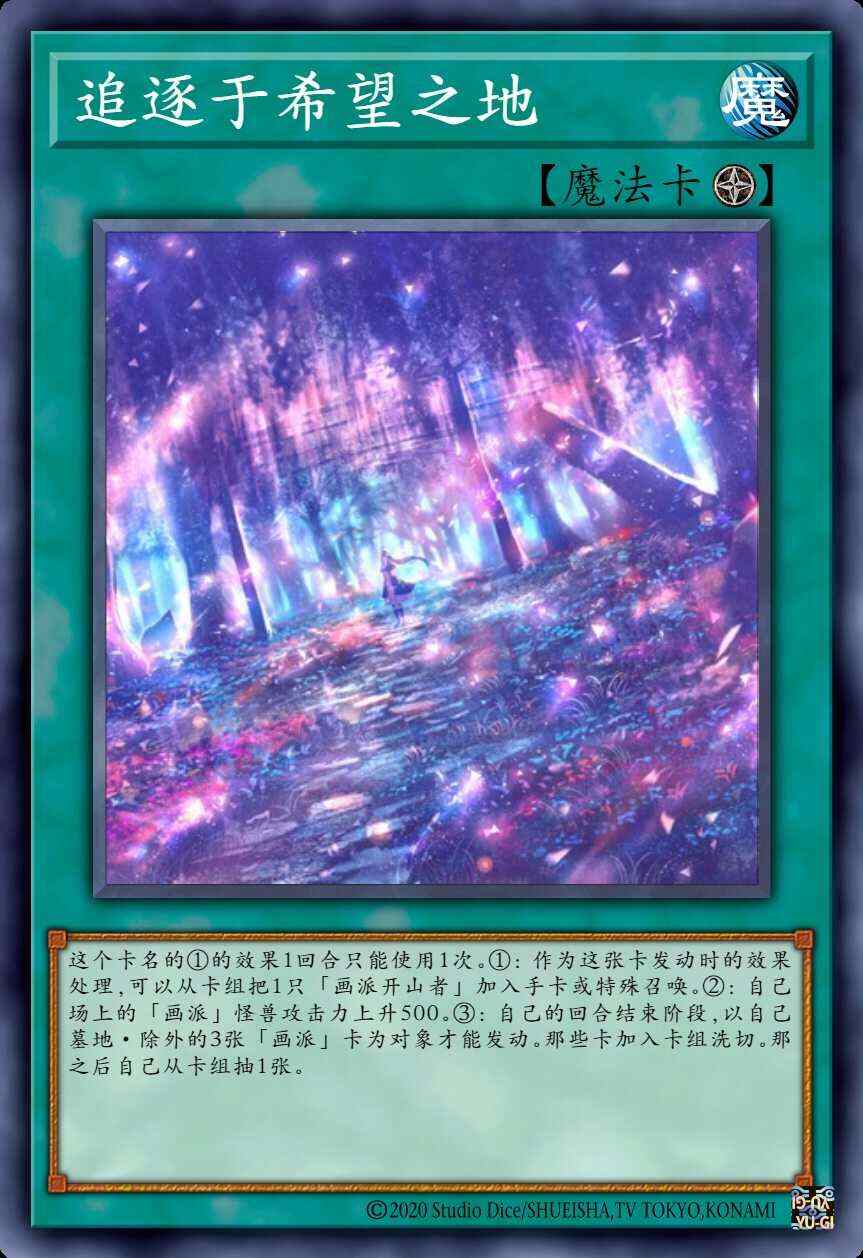 追逐于希望之地
魔
【魔法卡】
这个卡名的①的效果1回合只能使用1次。①：作为这张卡发动时的效果
处理,可以从卡组把1只「画派开山者」加入手卡或特殊召唤。②：自己
场上的「画派」怪兽攻击力上升500。③：自己的回合结束阶段,以自己
墓地·除外的3张「画派」卡为对象才能发动。那些卡加入卡组洗切。那
之后自己从卡组抽1张。
©2020 Studio Dice/SHUEISHA,TV TOKYO,KONAMI
YU-GI